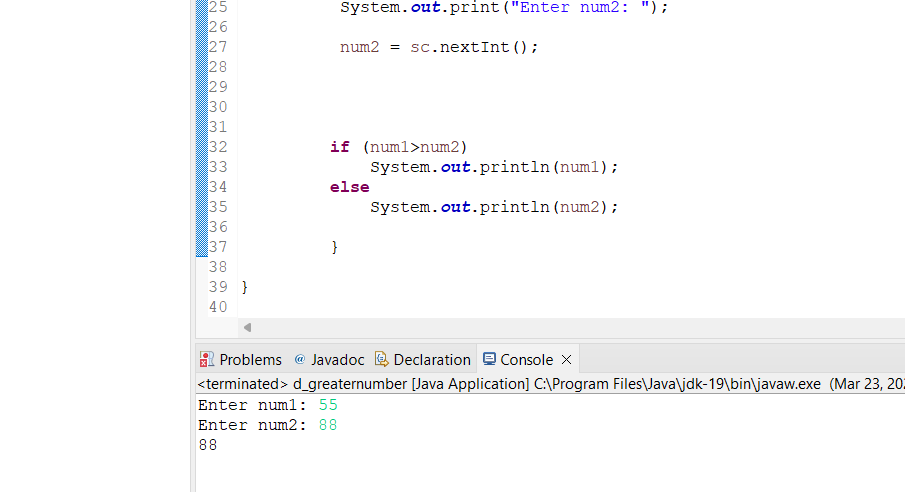 25 System.out.print("Enter num2: ");
26
27 num2 = sc.nextInt();
28
29
30
31
32 if (num1>num2)
33 System.out.println(num1);
34 else
35 System.out.println(num2);
36
37 }
38
39 }
40
Problems @ Javadoc Declaration Console
<terminated> d_greaternumber [Java Application] C:\Program Files\Java\jdk-19\bin\javaw.exe (Mar 23, 202
Enter num1: 55
Enter num2: 88
88